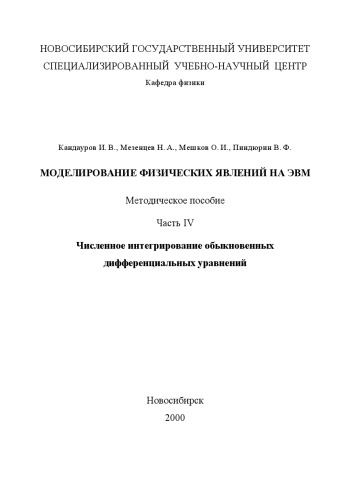 НОВОСИБИРСКИЙ ГОСУДАРСТВЕННЫЙ УНИВЕРСИТЕТ
СПЕЦИАЛИЗИРОВАННЫЙ УЧЕБНО-НАУЧНЫЙ ЦЕНТР
Кафедра физики
Кандауров И. В., Мезенцев Н. А., Мешков О. И., Пиндюрин В. Ф.
МОДЕЛИРОВАНИЕ ФИЗИЧЕСКИХ ЯВЛЕНИЙ НА ЭВМ
Методическое пособие
Часть IV
Численное интегрирование обыкновенных
дифференциальных уравнений
Новосибирск
2000